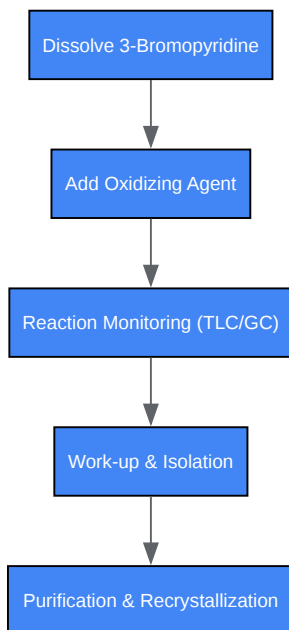 Dissolve 3-Bromopyridine
Add Oxidizing Agent
Reaction Monitoring (TLC/GC)
Work-up & Isolation
Purification & Recrystallization